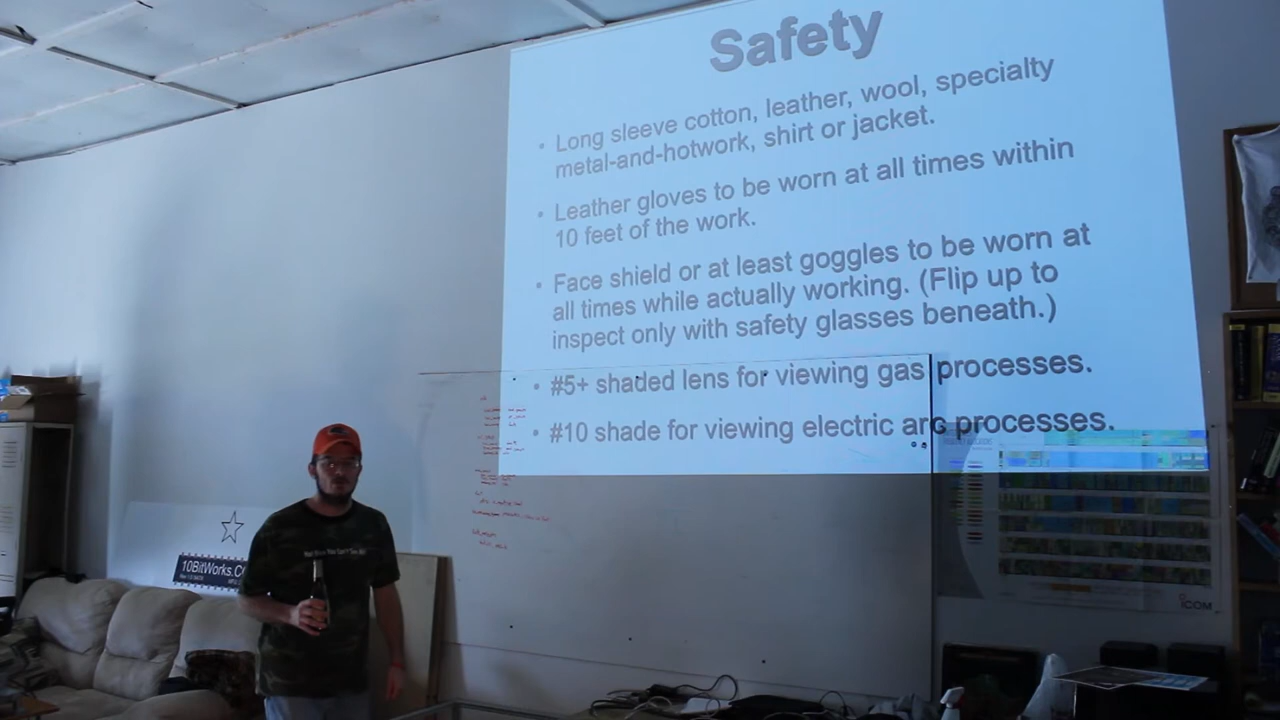 Safety
• Long sleeve cotton, leather, wool, specialty
metal-and-hotwork, shirt or jacket.
• Leather gloves to be worn at all times within
10 feet of the work.
• Face shield or at least goggles to be worn at
all times while actually working. (Flip up to
inspect only with safety glasses beneath.)
• #5+ shaded lens for viewing gas processes.
• #10 shade for viewing electric arc processes.
10BitWorks.C
ICOM